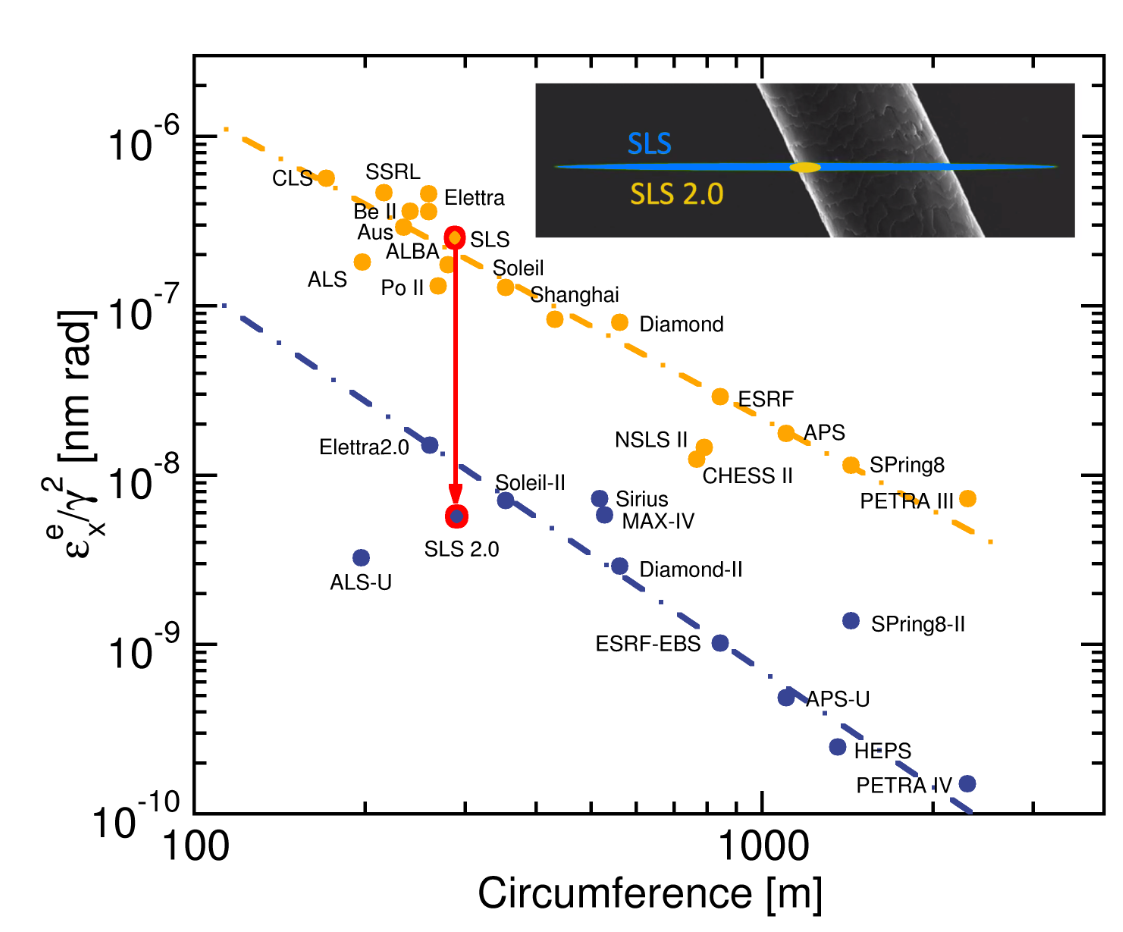 10-6
10-7
10-8
10-9
10-10
εex/γ2 [nm rad]
100
1000
Circumference [m]
SLS
SLS 2.0
CLS
SSRL
Elettra
Be II
Aus
SLS
ALBA
ALS
Po II
Soleil
Shanghai
Diamond
ESRF
APS
NSLS II
CHESS II
SPring8
PETRA III
Elettra2.0
Soleil-II
Sirius
MAX-IV
SLS 2.0
ALS-U
Diamond-II
SPring8-II
ESRF-EBS
APS-U
HEPS
PETRA IV